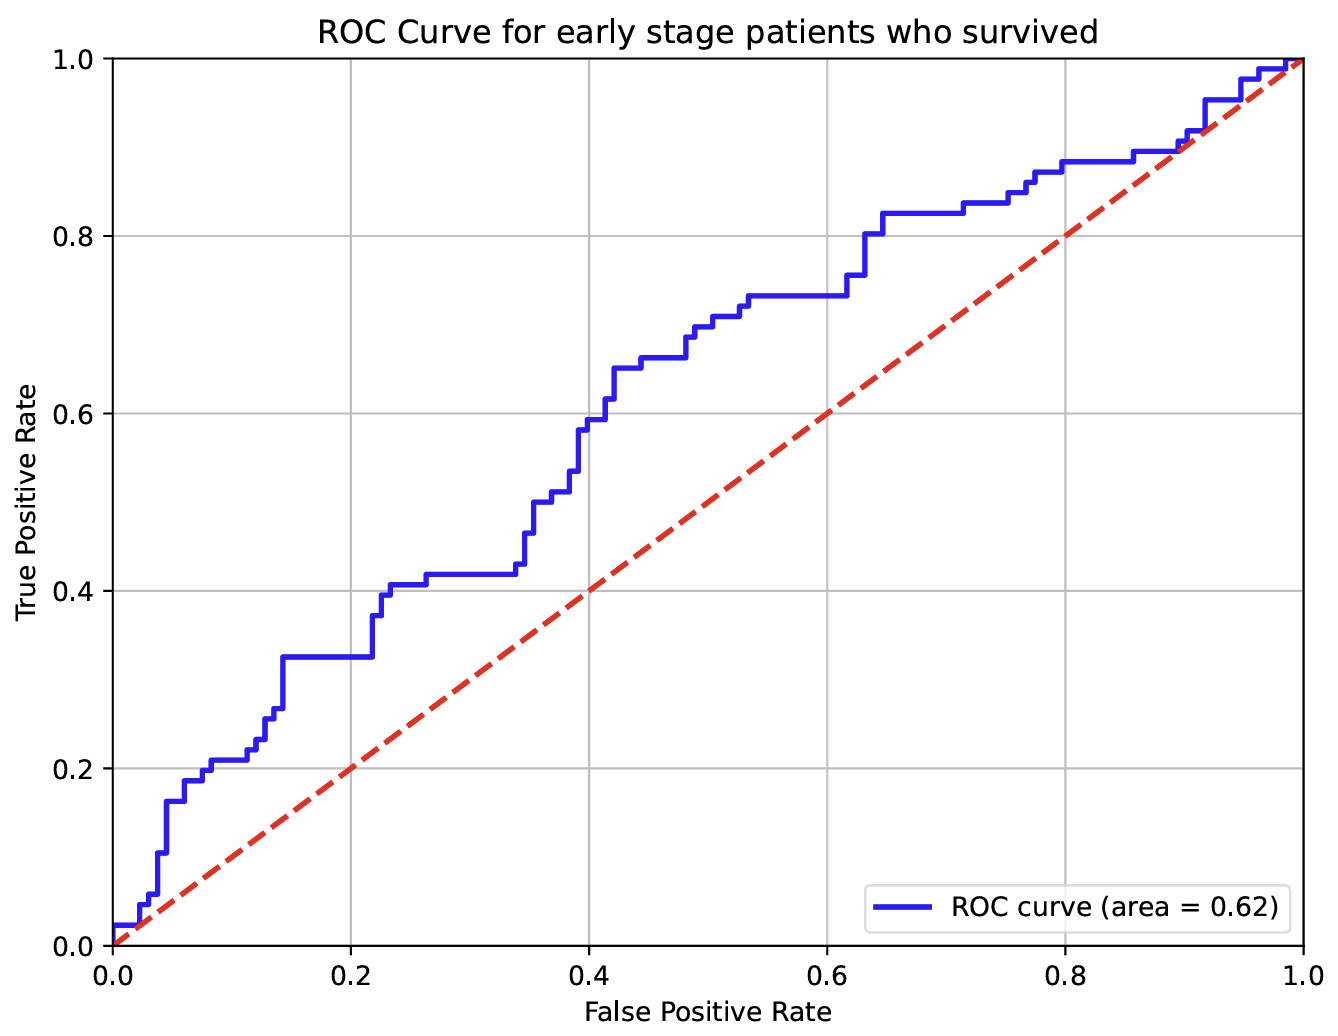 ROC Curve for early stage patients who survived
1.0
0.8
0.6
0.4
0.2
0.0
True Positive Rate
ROC curve (area = 0.62)
0.0 0.2 0.4 0.6 0.8 1.0
False Positive Rate